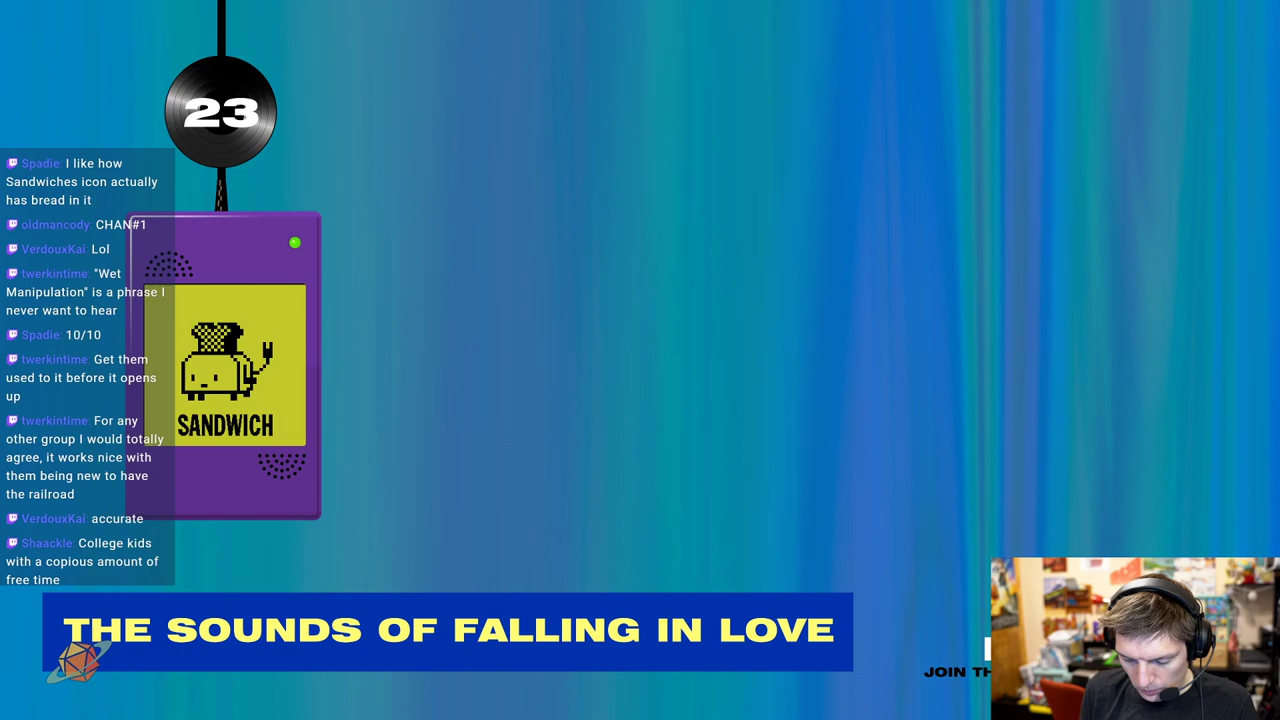 23
Spadie: I like how
Sandwiches icon actually
has bread in it
oldmancody: CHAN#1
VerdouxKai: Lol
twerkintime: "Wet
Manipulation" is a phrase I
never want to hear
Spadie: 10/10
twerkintime: Get them
used to it before it opens
up
twerkintime: For any
other group I would totally
agree, it works nice with
them being new to have
the railroad
VerdouxKai: accurate
Shaackle: College kids
with a copious amount of
free time
SANDWICH
THE SOUNDS OF FALLING IN LOVE
JOIN TH